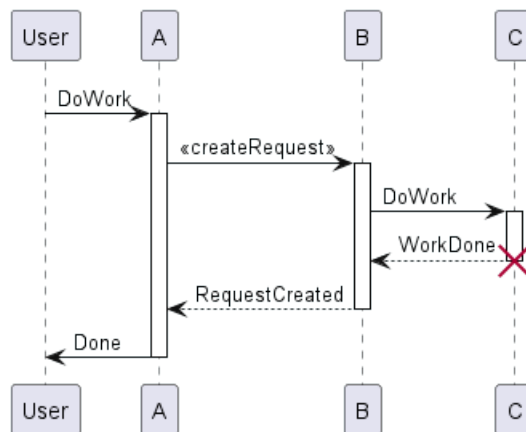 User A B C
DoWork
«createRequest»
DoWork
WorkDone
RequestCreated
Done
User A B C